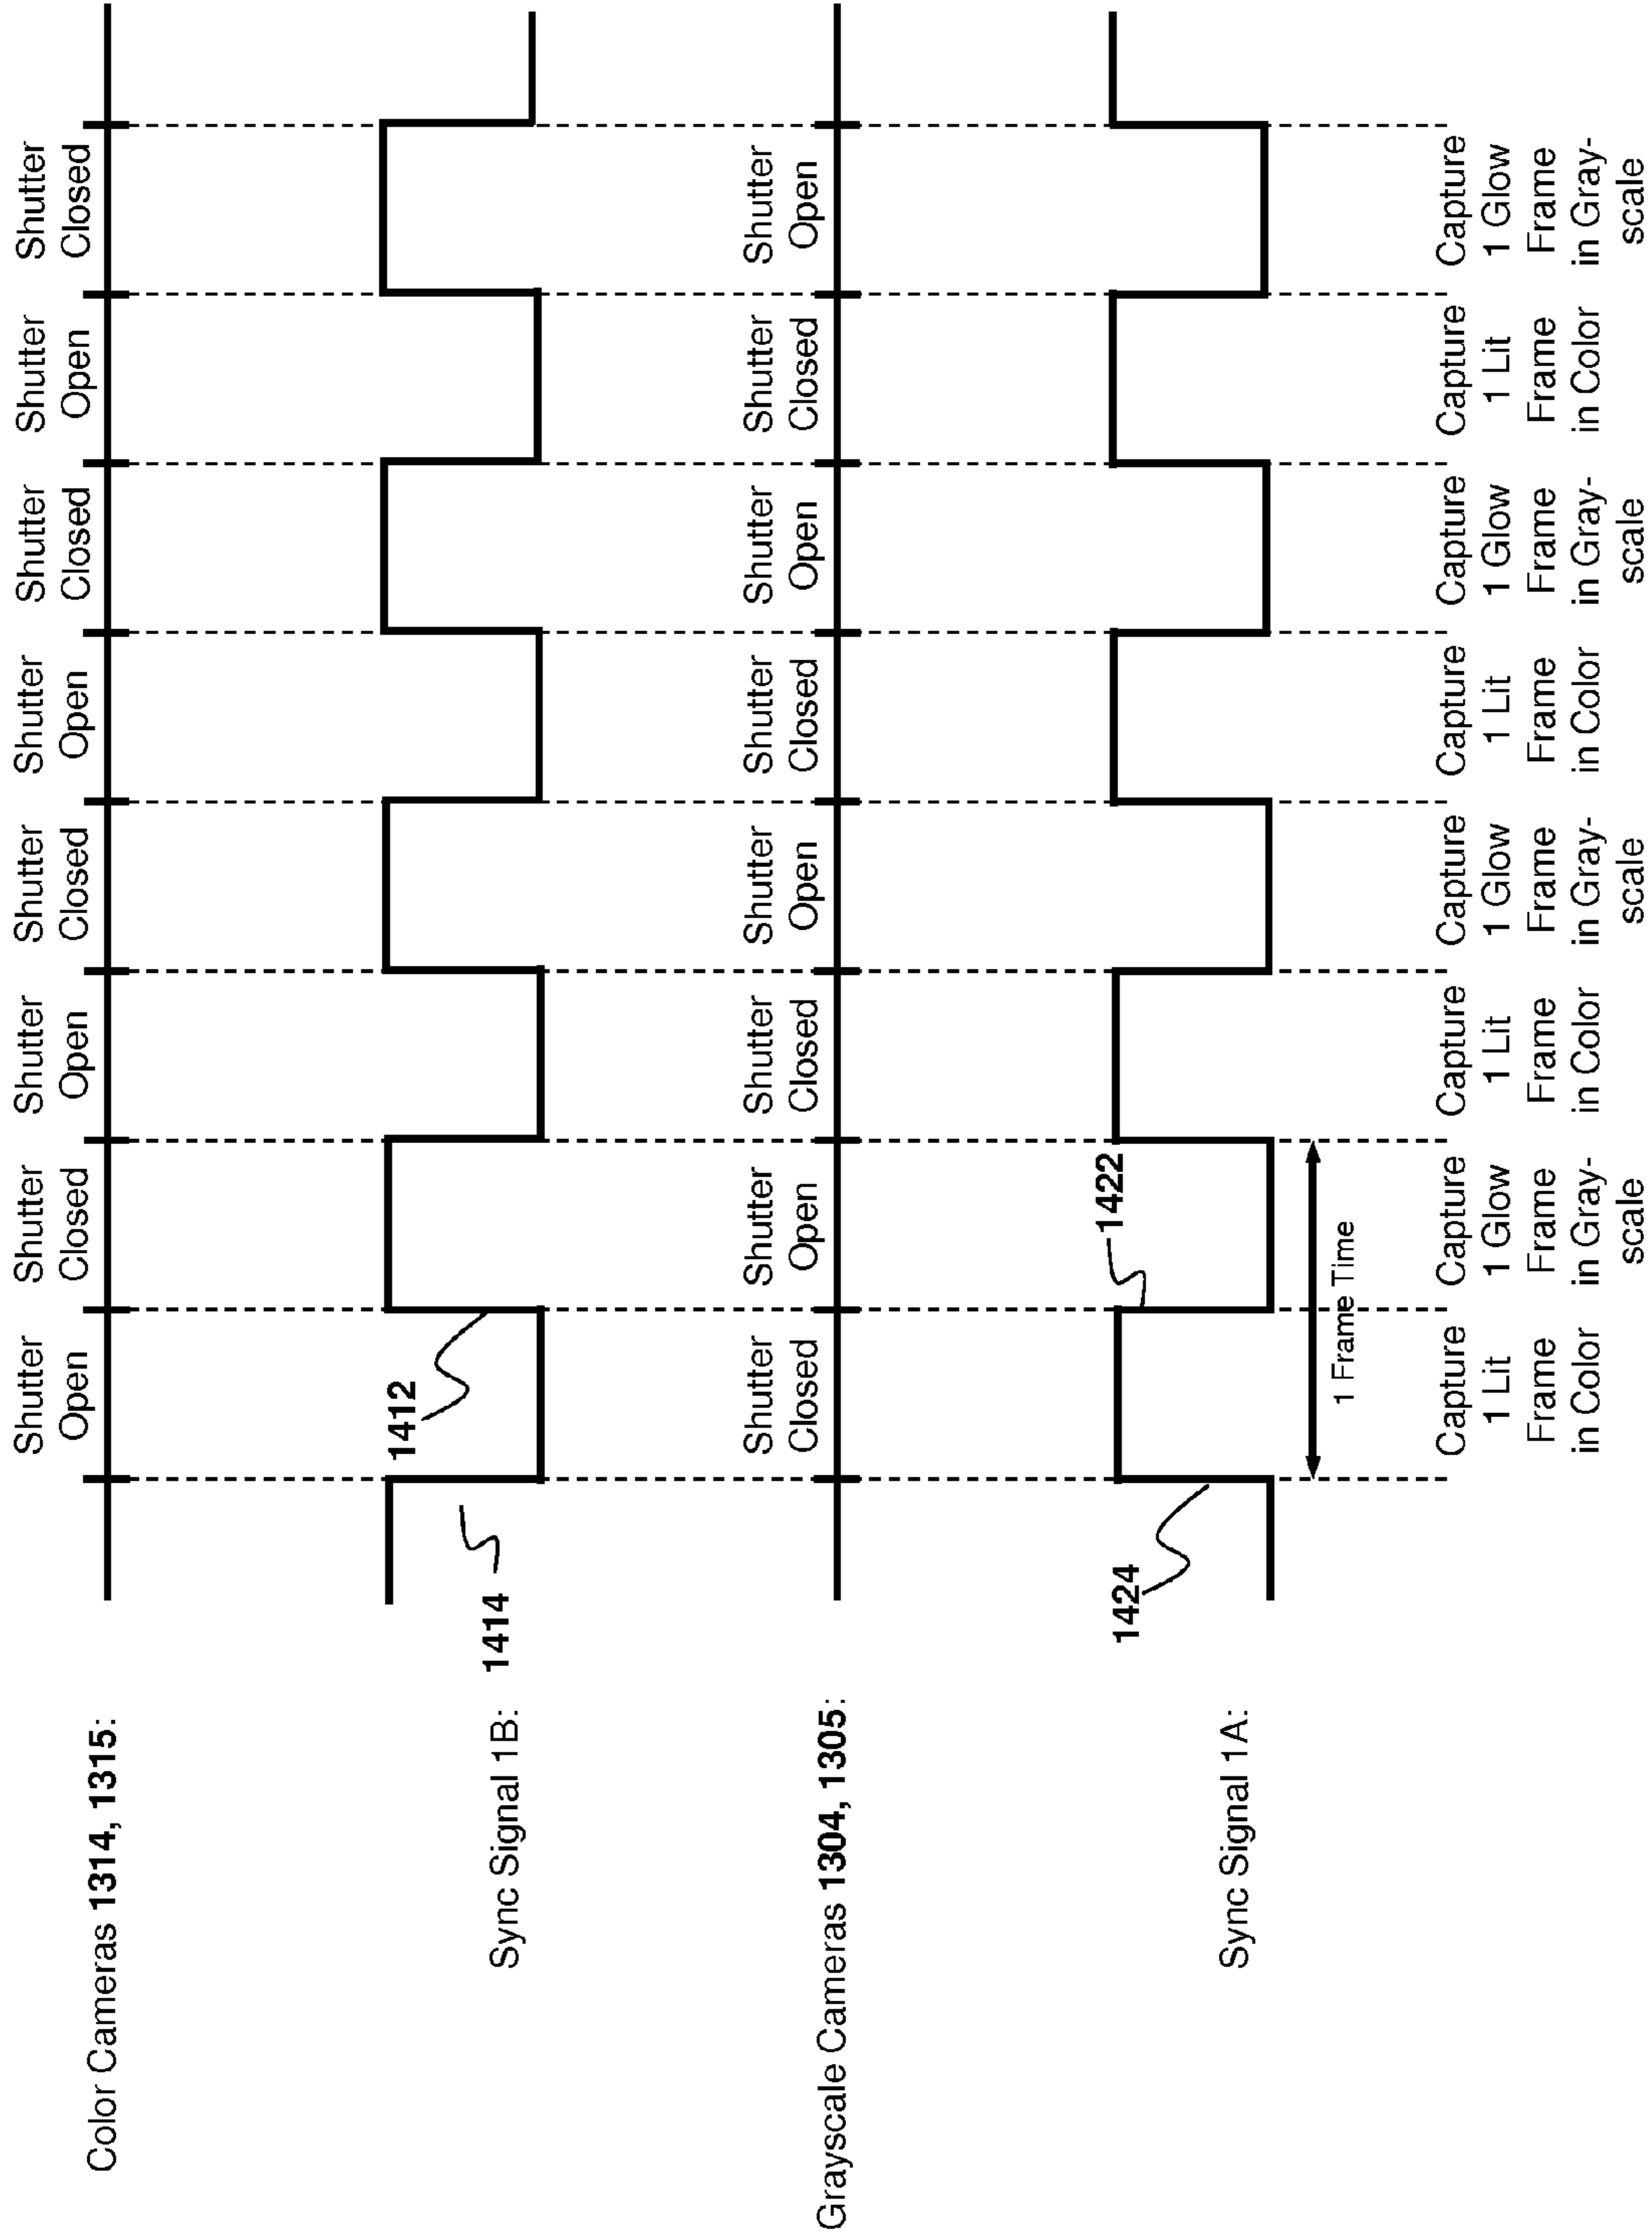 Shutter Shutter Shutter Shutter Shutter Shutter Shutter Shutter
Open Closed Open Closed Open Closed Open Closed
Color Cameras 1314, 1315:
1412
1414
Sync Signal 1B:
Shutter Shutter Shutter Shutter Shutter Shutter Shutter Shutter
Closed Open Closed Open Closed Open Closed Open
Grayscale Cameras 1304, 1305:
1422
1424
Sync Signal 1A:
1 Frame Time
Capture Capture Capture Capture Capture Capture Capture Capture
1 Lit 1 Glow 1 Lit 1 Glow 1 Lit 1 Glow 1 Lit 1 Glow
Frame Frame Frame Frame Frame Frame Frame Frame
in Color in Gray- in Color in Gray- in Color in Gray- in Color in Gray-
scale scale scale scale